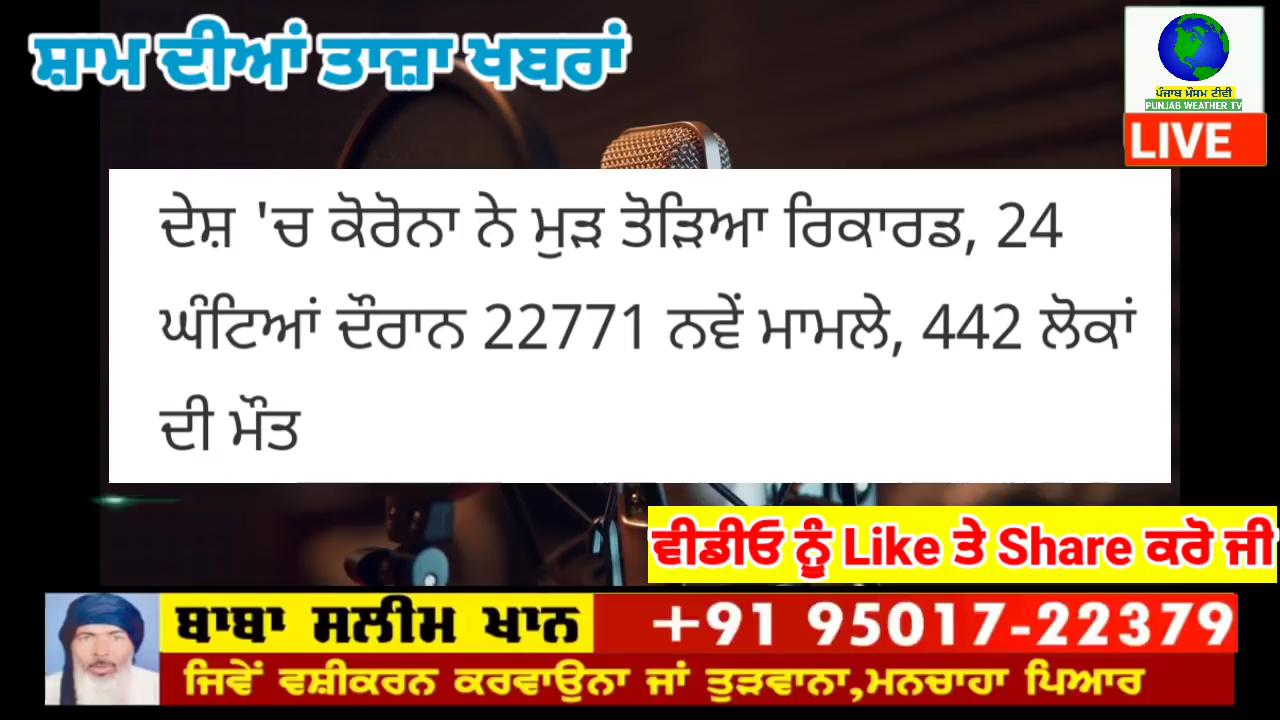 ਸ਼ਾਮ ਦੀਆਂ ਤਾਜ਼ਾ ਖਬਰਾਂ
ਪੰਜਾਬ ਮੌਸਮ ਟੀਵੀ
PUNJAB WEATHER TV
LIVE
ਦੇਸ਼ 'ਚ ਕੋਰੋਨਾ ਨੇ ਮੁੜ ਤੋੜਿਆ ਰਿਕਾਰਡ, 24
ਘੰਟਿਆਂ ਦੌਰਾਨ 22771 ਨਵੇਂ ਮਾਮਲੇ, 442 ਲੋਕਾਂ
ਦੀ ਮੌਤ
ਵੀਡੀਓ ਨੂੰ Like ਤੇ Share ਕਰੋ ਜੀ
ਬਾਬਾ ਸਲੀਮ ਖਾਨ +91 95017-22379
ਜਿਵੇਂ ਵਸ਼ੀਕਰਨ ਕਰਵਾਉਨਾ ਜਾਂ ਤੁੜਵਾਨਾ,ਮਨਚਾਹਾ ਪਿਆਰ